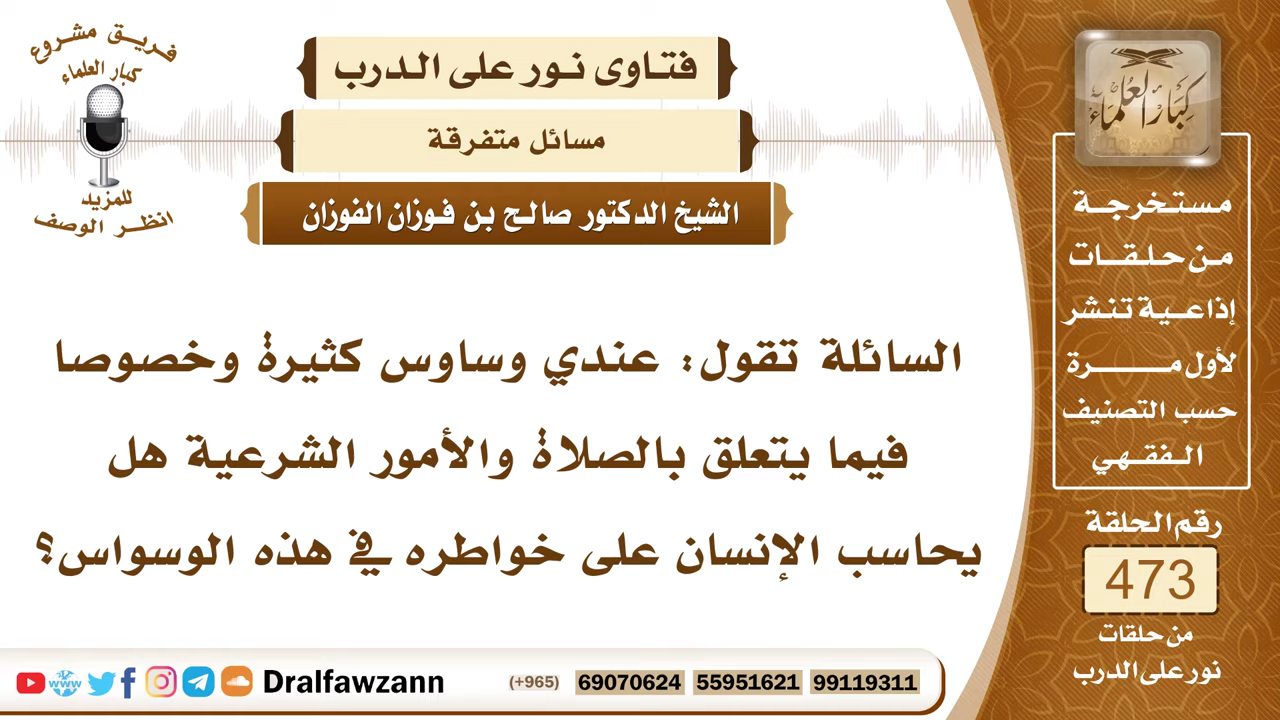 فريق مشروع
كبار العلماء
للمزيد
انظر الوصف
فتاوى نور على الدرب
مسائل متفرقة
الشيخ الدكتور صالح بن فوزان الفوزان
السائلة تقول: عندي وساوس كثيرة وخصوصا
فيما يتعلق بالصلاة والأمور الشرعية هل
يحاسب الإنسان على خواطره في هذه الوسواس؟
كبار العلماء
مستخرجة
من حلقات
إذاعية تنشر
لأول مرة
حسب التصنيف
الفقهي
رقم الحلقة
473
من حلقات
نور على الدرب
www
Dralfawzann
(+965) 69070624 55951621 99119311